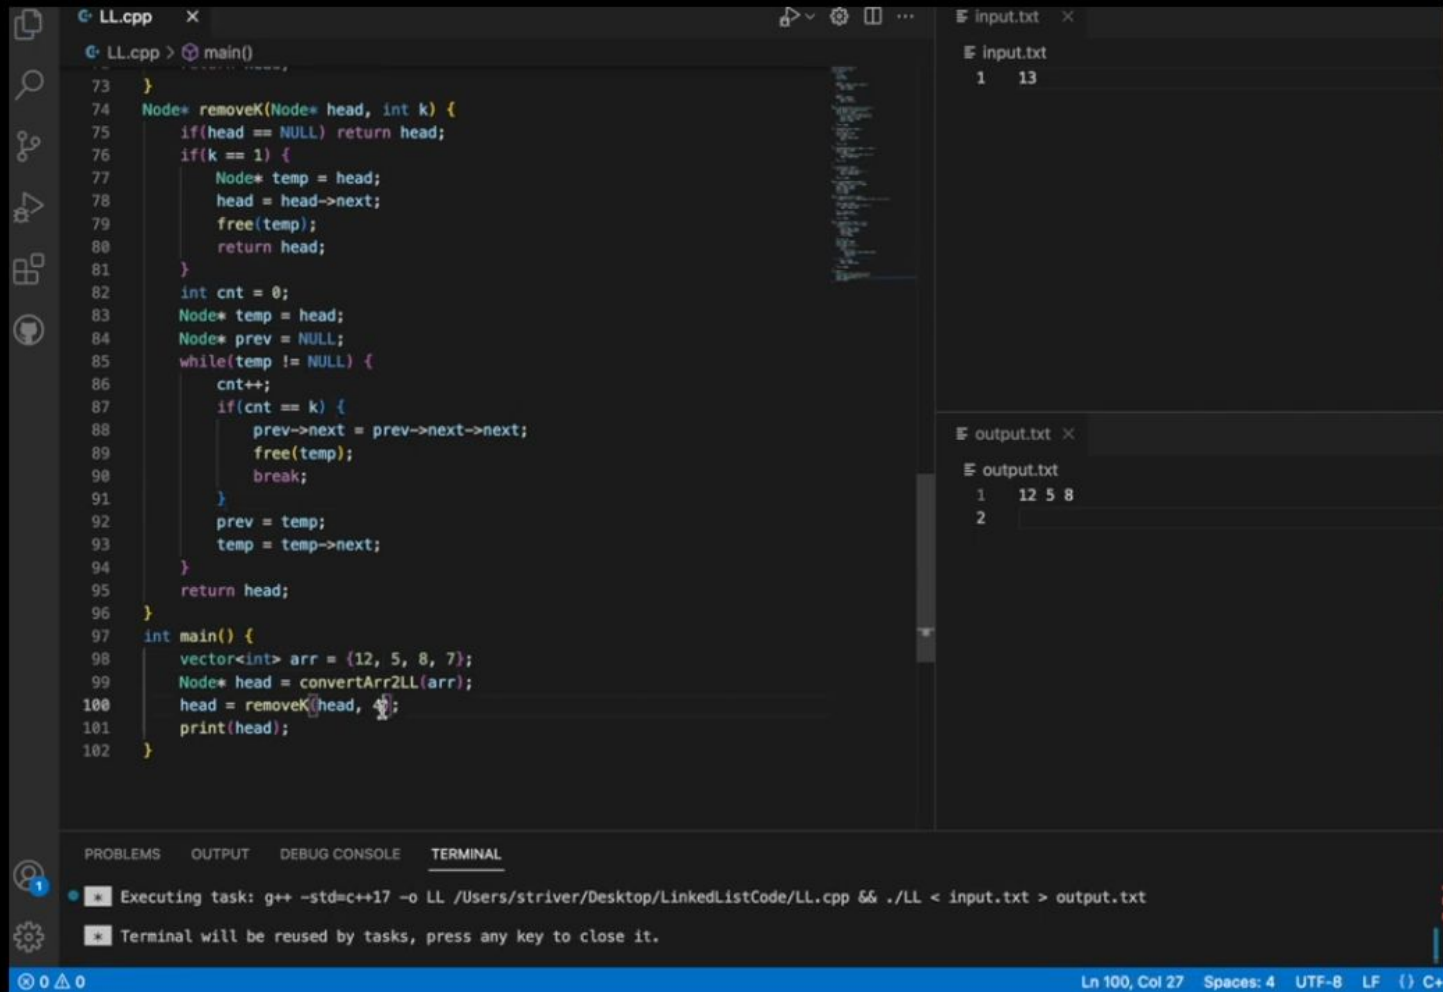 LL.cpp
LL.cpp > main()
73 }
74 Node* removeK(Node* head, int k) {
75 if(head == NULL) return head;
76 if(k == 1) {
77 Node* temp = head;
78 head = head->next;
79 free(temp);
80 return head;
81 }
82 int cnt = 0;
83 Node* temp = head;
84 Node* prev = NULL;
85 while(temp != NULL) {
86 cnt++;
87 if(cnt == k) {
88 prev->next = prev->next->next;
89 free(temp);
90 break;
91 }
92 prev = temp;
93 temp = temp->next;
94 }
95 return head;
96 }
97 int main() {
98 vector<int> arr = {12, 5, 8, 7};
99 Node* head = convertArr2LL(arr);
100 head = removeK(head, 4);
101 print(head);
102 }
input.txt
input.txt
1 13
output.txt
output.txt
1 12 5 8
2
PROBLEMS OUTPUT DEBUG CONSOLE TERMINAL
* Executing task: g++ -std=c++17 -o LL /Users/striver/Desktop/LinkedListCode/LL.cpp && ./LL < input.txt > output.txt
* Terminal will be reused by tasks, press any key to close it.
1
0 0 Ln 100, Col 27 Spaces: 4 UTF-8 LF {} C+